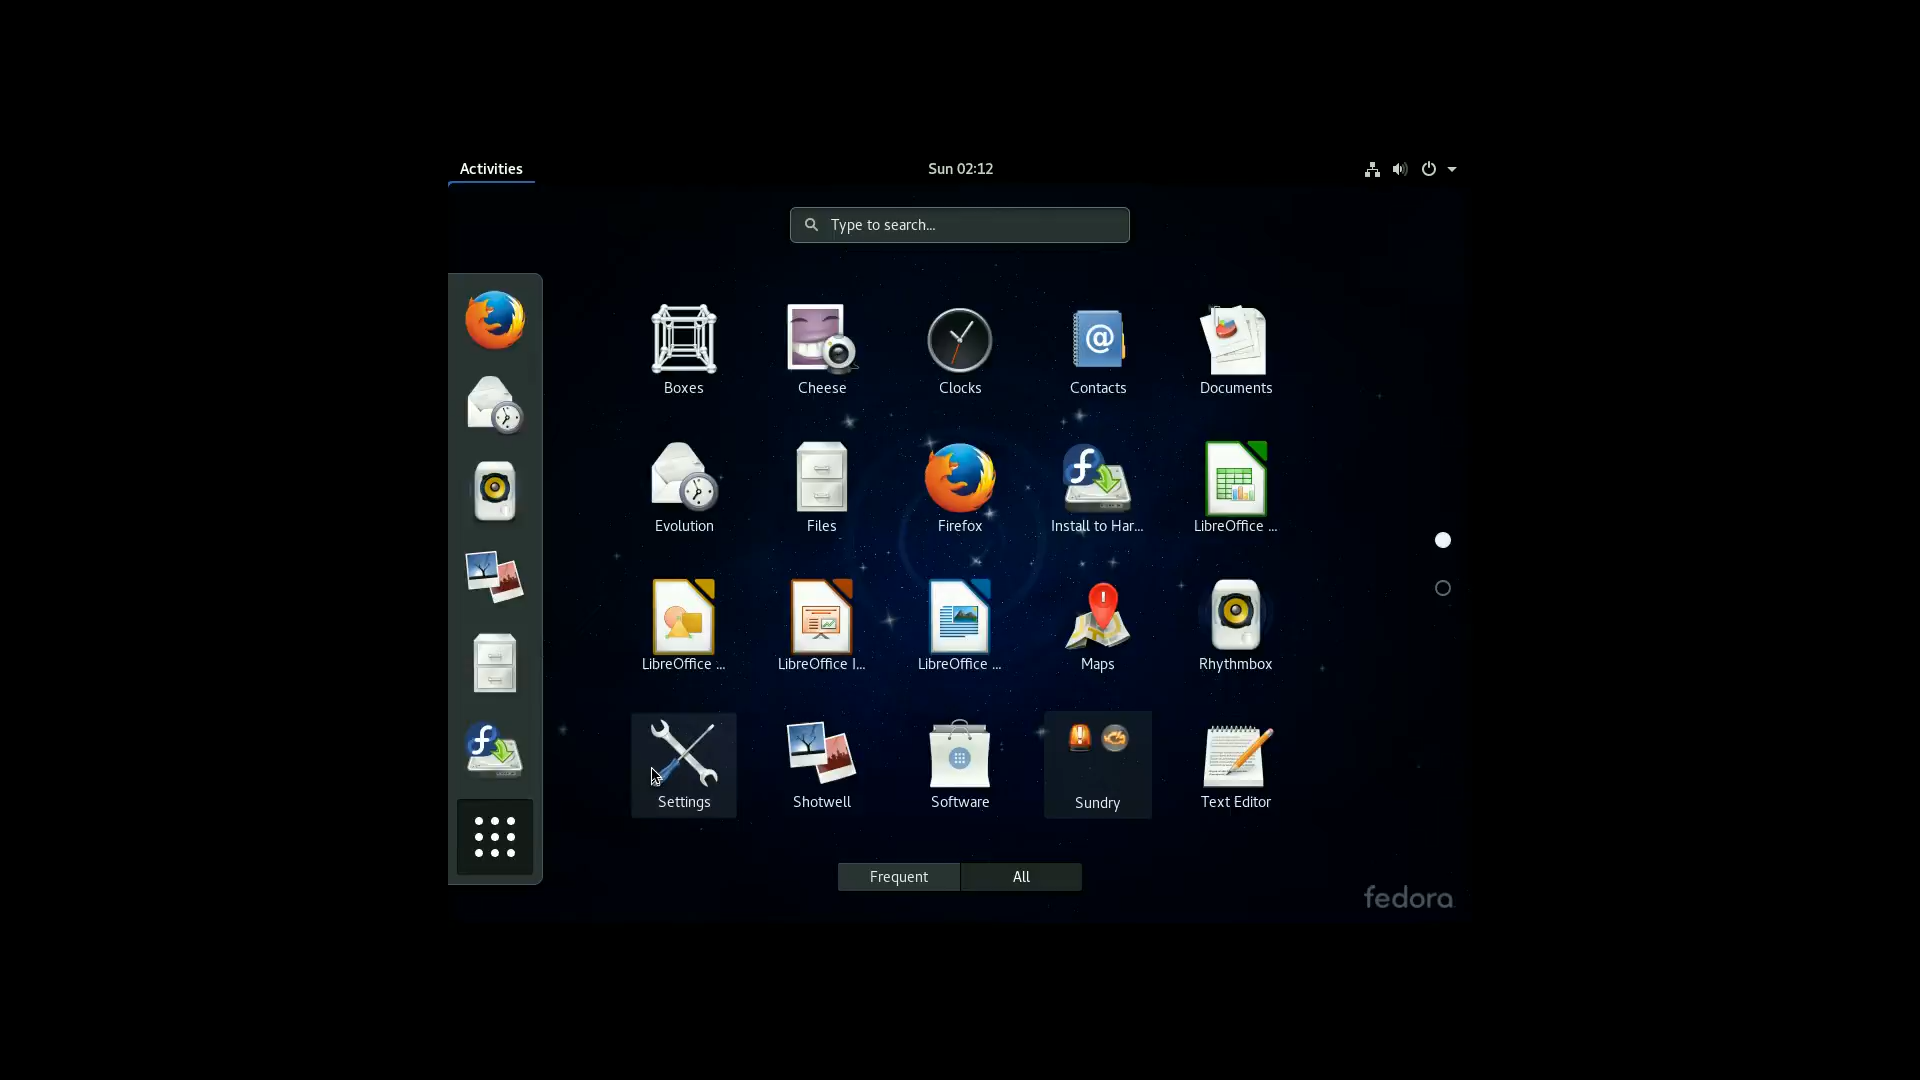 Activities
Sun 02:12
Type to search...
Boxes
Cheese
Clocks
Contacts
Documents
Evolution
Files
Firefox
Install to Har...
LibreOffice ...
LibreOffice ...
LibreOffice I...
LibreOffice ...
Maps
Rhythmbox
Settings
Shotwell
Software
Sundry
Text Editor
Frequent
All
fedora